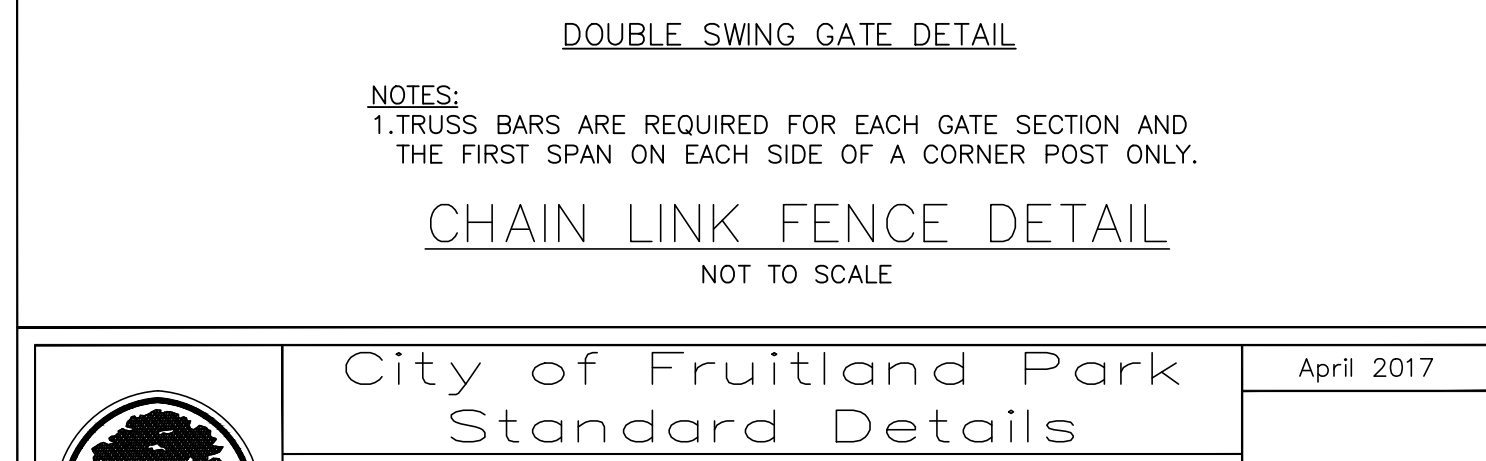 DOUBLE SWING GATE DETAIL
NOTES:
1.TRUSS BARS ARE REQUIRED FOR EACH GATE SECTION AND
THE FIRST SPAN ON EACH SIDE OF A CORNER POST ONLY.
CHAIN LINK FENCE DETAIL
NOT TO SCALE
City of Fruitland Park
Standard Details
April 2017